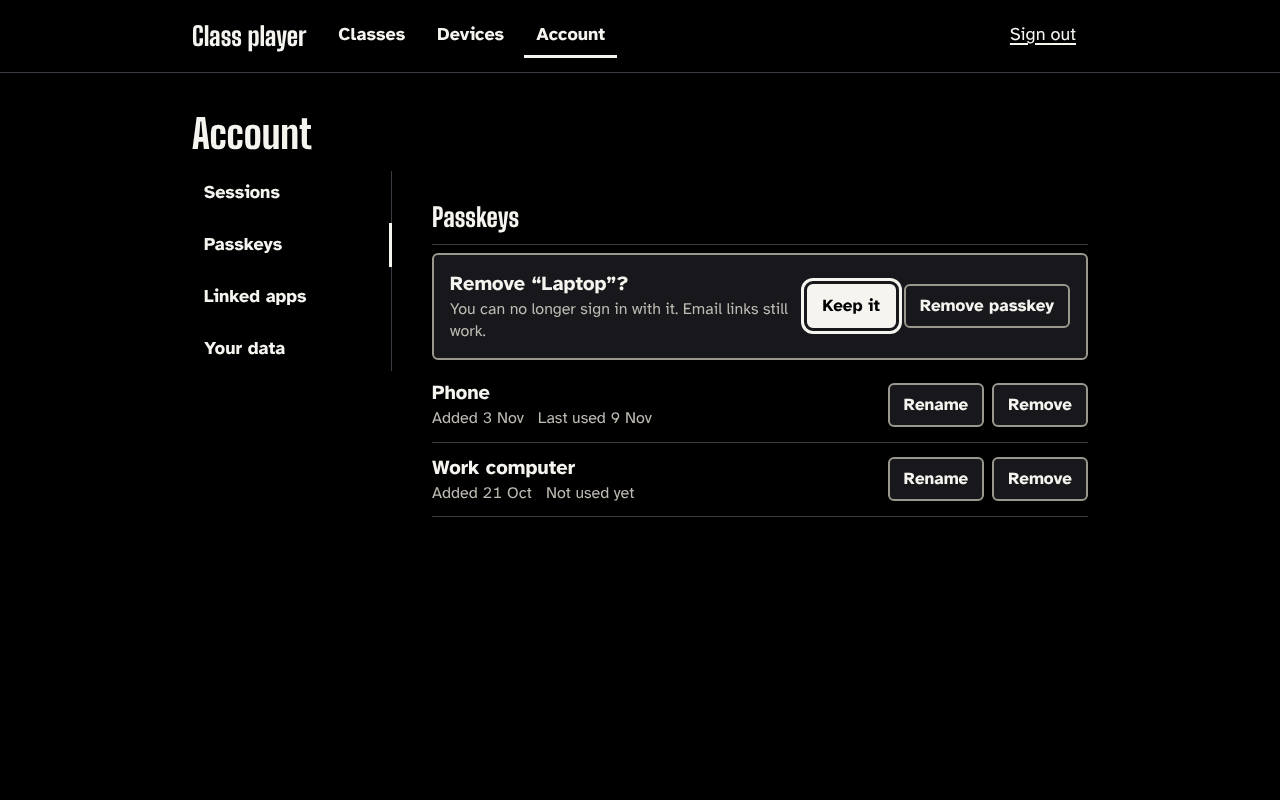 Class player
Classes
Devices
Account
Sign out
Account
Sessions
Passkeys
Linked apps
Your data
Passkeys
Remove “Laptop”?
You can no longer sign in with it. Email links still
work.
Keep it
Remove passkey
Phone
Added 3 Nov Last used 9 Nov
Rename
Remove
Work computer
Added 21 Oct Not used yet
Rename
Remove